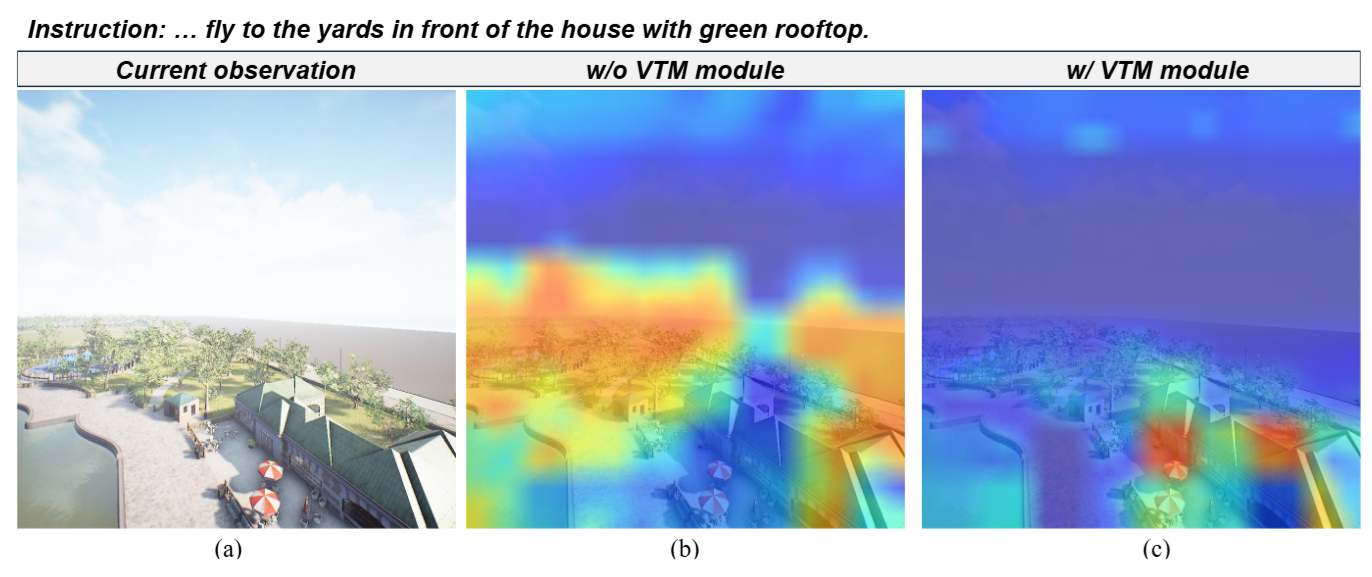 Instruction: … fly to the yards in front of the house with green rooftop.
Current observation w/o VTM module w/ VTM module
(a) (b) (c)